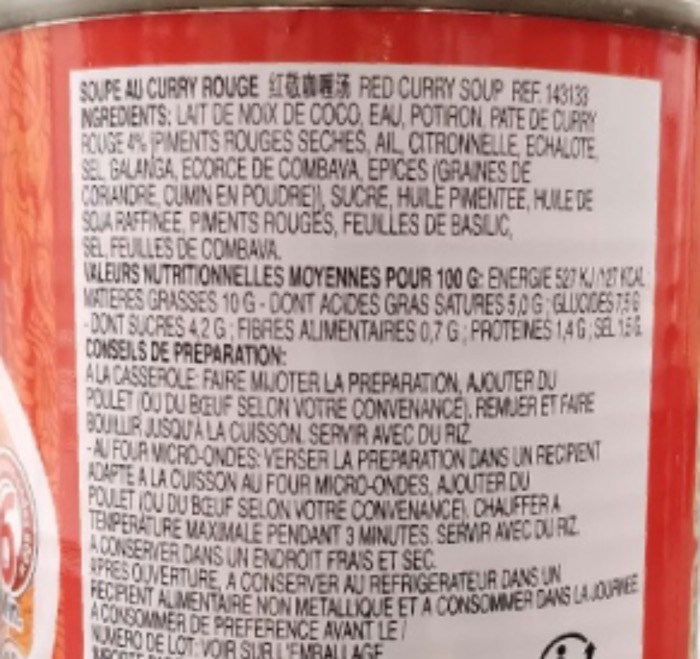 SOUPE AU CURRY ROUGE 红敬咖喱汤 RED CURRY SOUP REF. 143133
INGREDIENTS: LAIT DE NOIX DE COCO, EAU, POTIRON, PATE DE CURRY
ROUGE 4% (PIMENTS ROUGES SECHES, AIL, CITRONNELLE, ECHALOTE,
SEL, GALANGA, ECORCE DE COMBAVA, EPICES (GRAINES DE
CORIANDRE, CUMIN EN POUDRE)), SUCRE, HUILE PIMENTEE, HUILE DE
SOJA RAFFINEE, PIMENTS ROUGES, FEUILLES DE BASILIC,
SEL, FEUILLES DE COMBAVA.
VALEURS NUTRITIONNELLES MOYENNES POUR 100 G: ENERGIE 527 KJ /127 KCAL
MATIERES GRASSES 10 G - DONT ACIDES GRAS SATURES 5,0 G ; GLUCIDES 7,5 G
- DONT SUCRES 4,2 G ; FIBRES ALIMENTAIRES 0,7 G ; PROTEINES 1,4 G ; SEL 1,5 G.
CONSEILS DE PREPARATION:
A LA CASSEROLE: FAIRE MIJOTER LA PREPARATION, AJOUTER DU
POULET (OU DU BŒUF SELON VOTRE CONVENANCE). REMUER ET FAIRE
BOUILLIR JUSQU'À LA CUISSON. SERVIR AVEC DU RIZ.
- AU FOUR MICRO-ONDES: VERSER LA PREPARATION DANS UN RECIPIENT
ADAPTE A LA CUISSON AU FOUR MICRO-ONDES, AJOUTER DU
POULET (OU DU BŒUF SELON VOTRE CONVENANCE). CHAUFFER A
TEMPERATURE MAXIMALE PENDANT 3 MINUTES. SERVIR AVEC DU RIZ.
A CONSERVER DANS UN ENDROIT FRAIS ET SEC.
APRES OUVERTURE, A CONSERVER AU REFRIGERATEUR DANS UN
RECIPIENT ALIMENTAIRE NON METALLIQUE ET A CONSOMMER DANS LA JOURNEE.
A CONSOMMER DE PREFERENCE AVANT LE /
NUMERO DE LOT: VOIR SUR L'EMBALLAGE